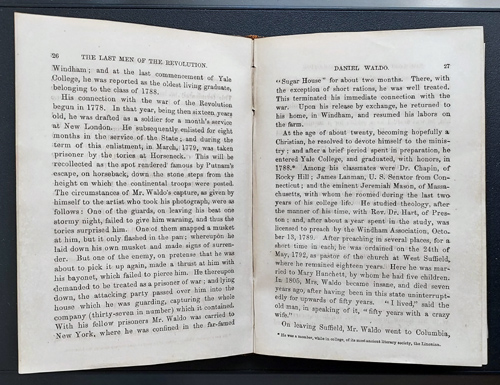 26 THE LAST MEN OF THE REVOLUTION.
Windham; and at the last commencement of Yale
College, he was reported as the oldest living graduate,
belonging to the class of 1788.
His connection with the war of the Revolution
begun in 1778. In that year, being then sixteen years
old, he was drafted as a soldier for a month's service
at New London. He subsequently enlisted for eight
months in the service of the State; and during the
term of this enlistment, in March, 1779, was taken
prisoner by the tories at Horseneck. This will be
recollected as the spot rendered famous by Putnam's
escape, on horseback, down the stone steps from the
height on which the continental troops were posted.
The circumstances of Mr. Waldo's capture, as given by
himself to the artist who took his photograph, were as
follows: One of the guards, on leaving his beat one
stormy night, failed to give him warning, and thus the
tories surprised him. One of them snapped a musket
at him, but it only flashed in the pan; whereupon he
laid down his own musket and made signs of surren-
der. But one of the enemy, on pretense that he was
about to pick it up again, made a thrust at him with
his bayonet, which failed to pierce him. He thereupon
demanded to be treated as a prisoner of war; and lying
down, the attacking party passed over him into the
house which he was guarding, capturing the whole
company (thirty-seven in number) which it contained.
With his fellow prisoners Mr. Waldo was carried to
New York, where he was confined in the far-famed
DANIEL WALDO. 27
"Sugar House" for about two months. There, with
the exception of short rations, he was well treated.
This terminated his immediate connection with the
war. Upon his release by exchange, he returned to
his home, in Windham, and resumed his labors on
the farm.
At the age of about twenty, becoming hopefully a
Christian, he resolved to devote himself to the minis-
try; and after a brief period spent in preparation, he
entered Yale College, and graduated, with honors, in
1788.* Among his classmates were Dr. Chapin, of
Rocky Hill; James Lanman, U. S. Senator from Con-
necticut; and the eminent Jeremiah Mason, of Massa-
chusetts, with whom he roomed during the last two
years of his college life. He studied theology, after
the manner of his time, with Rev. Dr. Hart, of Pres-
ton; and, after about a year spent in the study, was
licensed to preach by the Windham Association, Octo-
ber 13, 1789. After preaching in several places, for a
short time in each, he was ordained on the 24th of
May, 1792, as pastor of the church at West Suffield,
where he remained eighteen years. Here he was mar-
ried to Mary Hanchett, by whom he had five children.
In 1805, Mrs. Waldo became insane, and died seven
years ago, after having been in this state uninterrupt-
edly for upwards of fifty years. "I lived," said the
old man, in speaking of it, "fifty years with a crazy
wife."
On leaving Suffield, Mr. Waldo went to Columbia,
* He was a member, while in college, of its most ancient literary society, the Linonian.